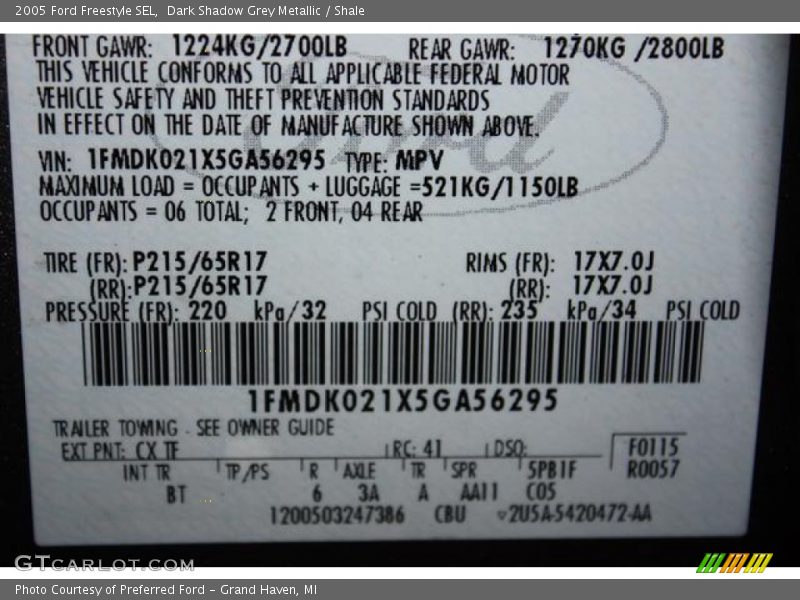 2005 Ford Freestyle SEL,  Dark Shadow Grey Metallic / Shale
FRONT GAWR: 1224KG/2700LB REAR GAWR: 1270KG /2800LB
THIS VEHICLE CONFORMS TO ALL APPLICABLE FEDERAL MOTOR
VEHICLE SAFETY AND THEFT PREVENTION STANDARDS
IN EFFECT ON THE DATE OF MANUFACTURE SHOWN ABOVE.
Ford
VIN: 1FMDK021X5GA56295 TYPE: MPV
MAXIMUM LOAD = OCCUPANTS + LUGGAGE =521KG/1150LB
OCCUPANTS = 06 TOTAL; 2 FRONT, 04 REAR
TIRE (FR): P215/65R17 RIMS (FR): 17X7.0J
(RR): P215/65R17 (RR): 17X7.0J
PRESSURE (FR): 220 kPa/32 PSI COLD (RR): 235 kPa/34 PSI COLD
1FMDK021X5GA56295
TRAILER TOWING - SEE OWNER GUIDE
EXT PNT: CX TF RC: 41 DSO: F0115
INT TR TP/PS R AXLE TR SPR SPB1F R0057
BT 6 3A A AA11 C05
1200503247386 CBU 2U5A-5420472-AA
GTCARLOT.COM
Photo Courtesy of Preferred Ford – Grand Haven, MI